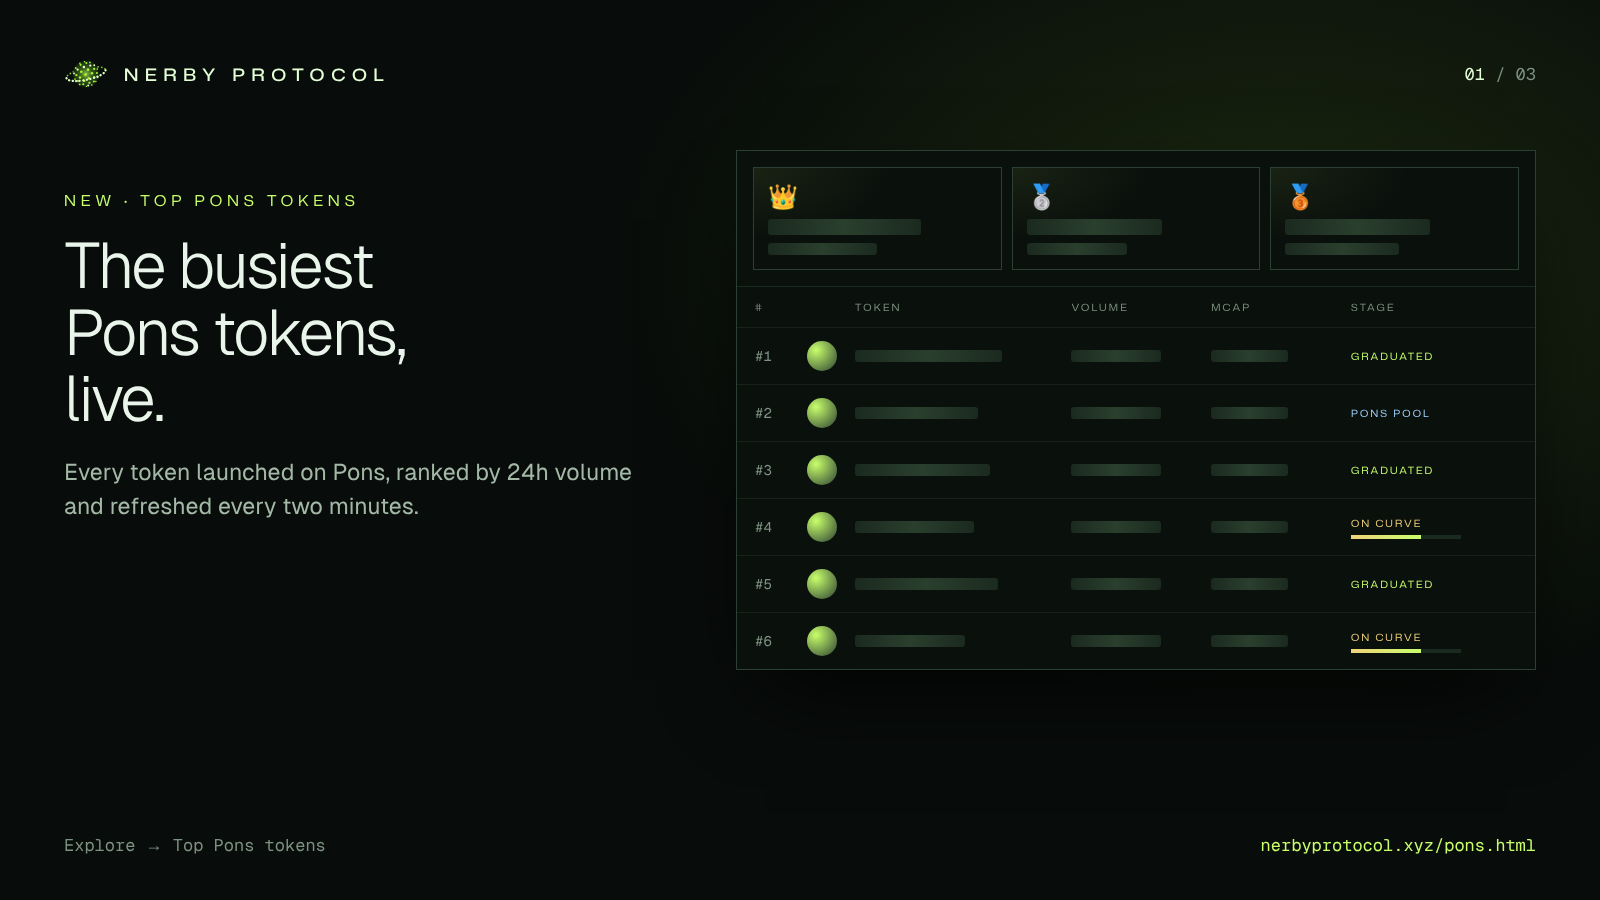 NERBY PROTOCOL
01 / 03
NEW · TOP PONS TOKENS
The busiest
Pons tokens,
live.
Every token launched on Pons, ranked by 24h volume
and refreshed every two minutes.
# TOKEN VOLUME MCAP STAGE
#1 GRADUATED
#2 PONS POOL
#3 GRADUATED
#4 ON CURVE
#5 GRADUATED
#6 ON CURVE
Explore → Top Pons tokens
nerbyprotocol.xyz/pons.html